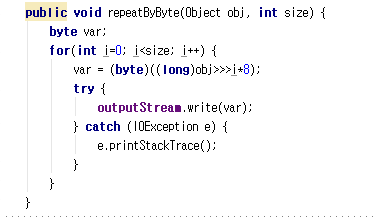 public void repeatByByte(Object obj, int size) {
byte var;
for(int i=0; i<size; i++) {
var = (byte)((long)obj>>>i*8);
try {
outputStream.write(var);
} catch (IOException e) {
e.printStackTrace();
}
}
}